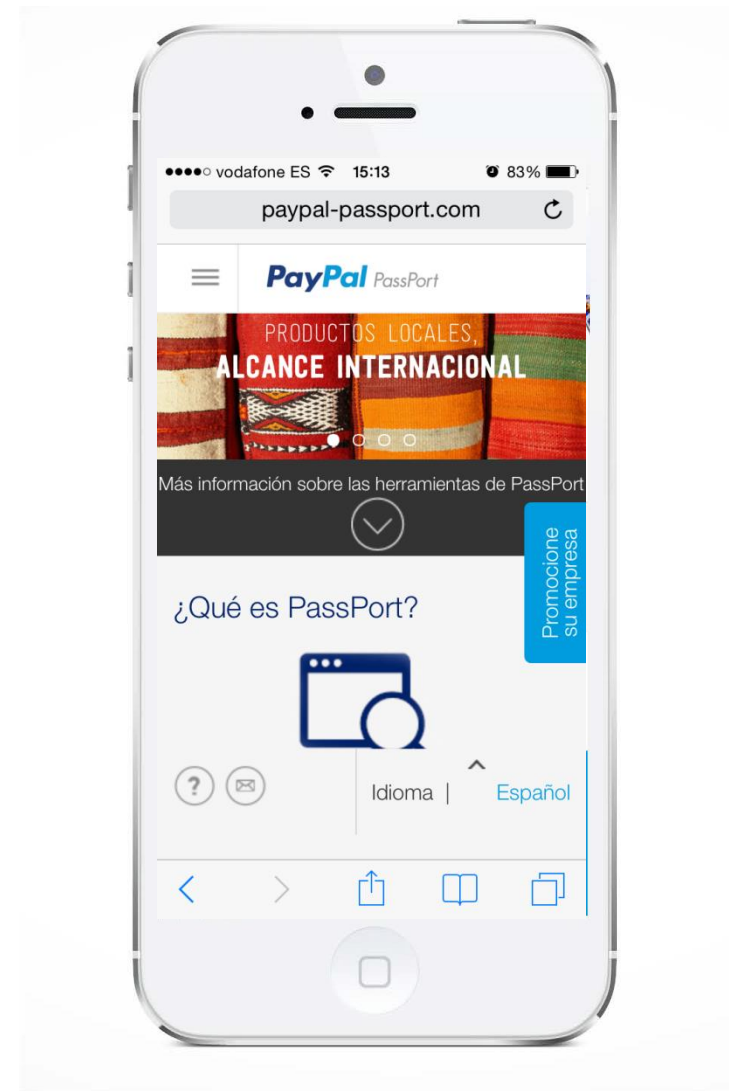 vodafone ES 15:13 83%
paypal-passport.com
PayPal PassPort
PRODUCTOS LOCALES,
ALCANCE INTERNACIONAL
Más información sobre las herramientas de PassPort
Promocione
su empresa
¿Qué es PassPort?
?
Idioma | Español